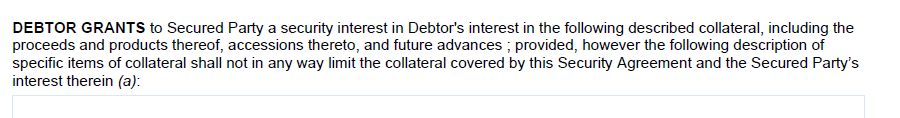 DEBTOR GRANTS to Secured Party a security interest in Debtor's interest in the following described collateral, including the
proceeds and products thereof, accessions thereto, and future advances ; provided, however the following description of
specific items of collateral shall not in any way limit the collateral covered by this Security Agreement and the Secured Party's
interest therein (a):